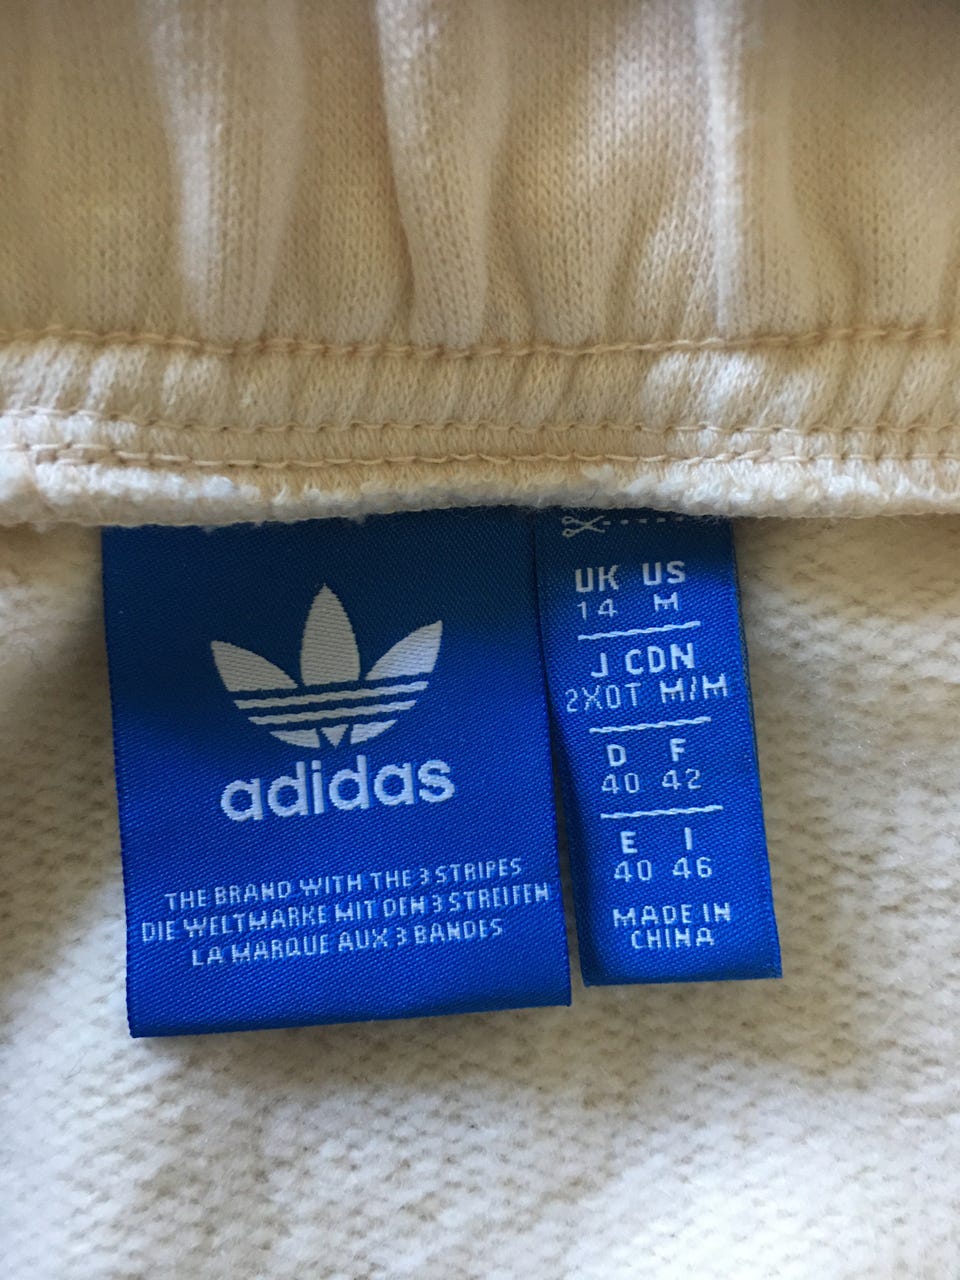 adidas
THE BRAND WITH THE 3 STRIPES
DIE WELTMARKE MIT DEN 3 STREIFEN
LA MARQUE AUX 3 BANDES
UK US
14 M
J CDN
2XOT M/M
D F
40 42
E I
40 46
MADE IN
CHINA